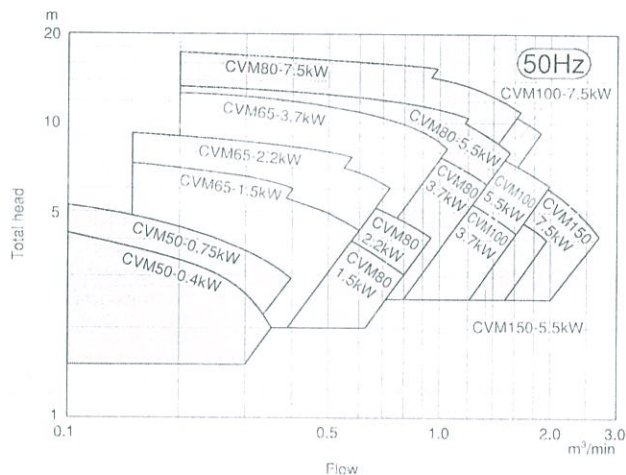 m
20
50Hz
CVM80-7.5kW
CVM100-7.5kW
CVM65-3.7kW
10
CVM80-5.5kW
CVM65-2.2kW
CVM65-1.5kW
CVM80
3.7kW
CVM100
5.5kW
CVM150
7.5kW
Total head
5
CVM50-0.75kW
CVM50-0.4kW
CVM80
2.2kW
CVM100
3.7kW
CVM80
1.5kW
CVM150-5.5kW
1
0.1
0.5
1.0
2.0
3.0
m³/min
Flow